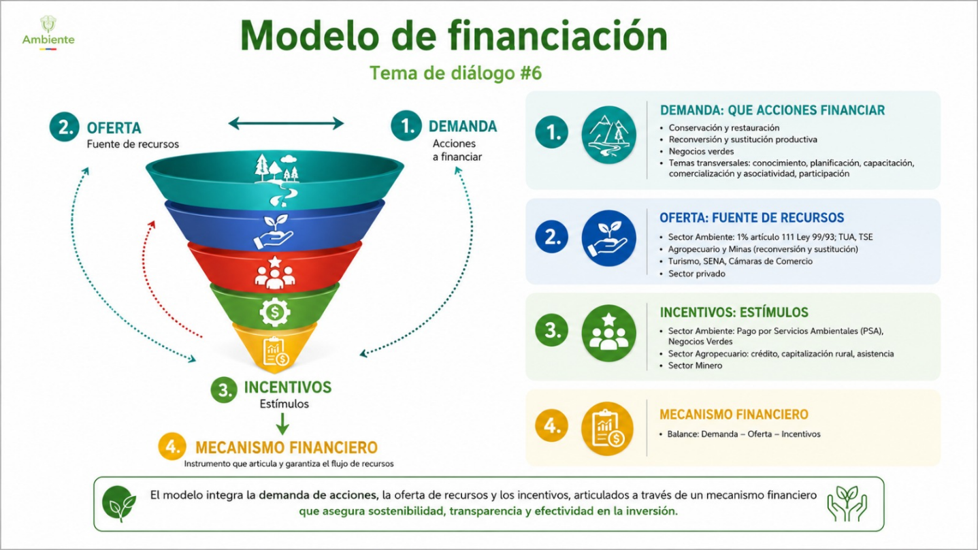 Ambiente
Modelo de financiación
Tema de diálogo #6
2. OFERTA
Fuente de recursos
1. DEMANDA
Acciones
a financiar
3. INCENTIVOS
Estímulos
4. MECANISMO FINANCIERO
Instrumento que articula y garantiza el flujo de recursos
1.
DEMANDA: QUE ACCIONES FINANCIAR
• Conservación y restauración
• Reconversión y sustitución productiva
• Negocios verdes
• Temas transversales: conocimiento, planificación, capacitación,
comercialización y asociatividad, participación
2.
OFERTA: FUENTE DE RECURSOS
• Sector Ambiente: 1% artículo 111 Ley 99/93; TUA, TSE
• Agropecuario y Minas (reconversión y sustitución)
• Turismo, SENA, Cámaras de Comercio
• Sector privado
3.
INCENTIVOS: ESTÍMULOS
• Sector Ambiente: Pago por Servicios Ambientales (PSA),
Negocios Verdes
• Sector Agropecuario: crédito, capitalización rural, asistencia
• Sector Minero
4.
MECANISMO FINANCIERO
• Balance: Demanda – Oferta – Incentivos
El modelo integra la demanda de acciones, la oferta de recursos y los incentivos, articulados a través de un mecanismo financiero
que asegura sostenibilidad, transparencia y efectividad en la inversión.